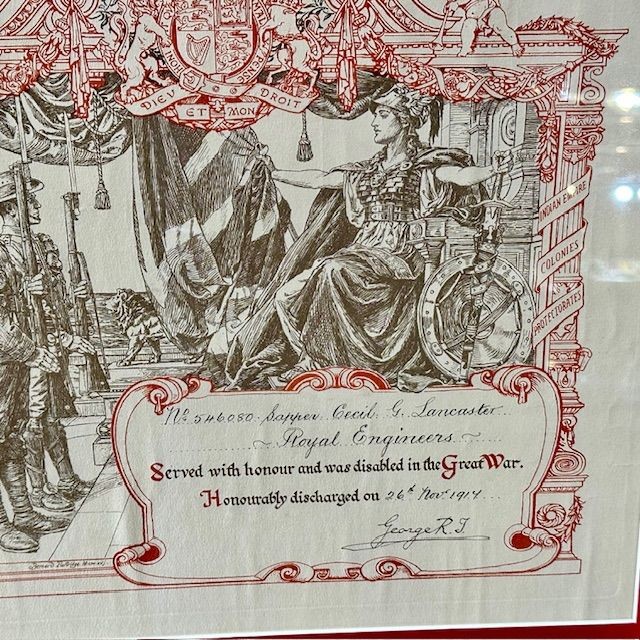 DIEU ET MON DROIT
INDIAN EMPIRE
COLONIES
PROTECTORATES
No 546080 Sapper Cecil G. Lancaster
Royal Engineers
Served with honour and was disabled in the Great War.
Honourably discharged on 26th Novr. 1917
George R.I
Bernard Partridge